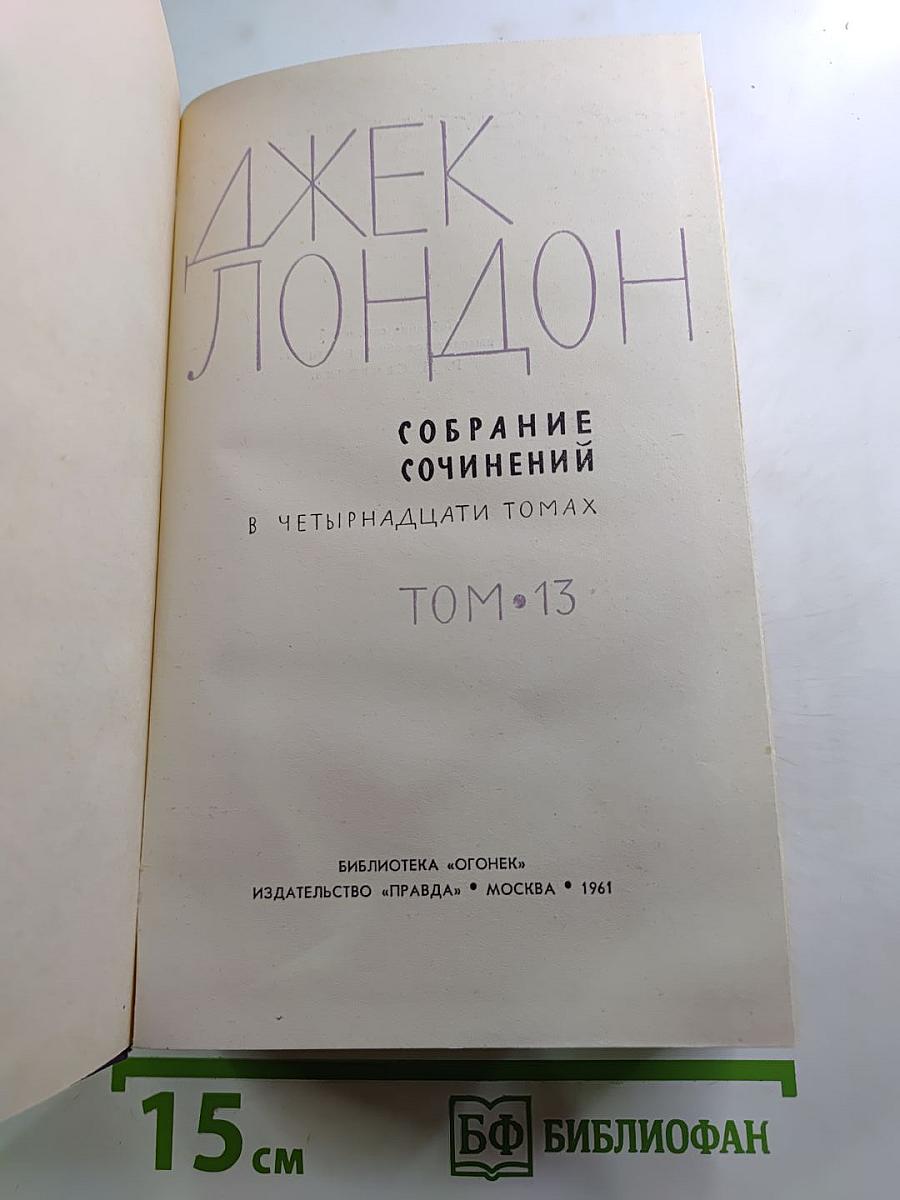 ДЖЕК
ЛОНДОН
СОБРАНИЕ
СОЧИНЕНИЙ
В ЧЕТЫРНАДЦАТИ ТОМАХ
ТОМ • 13
БИБЛИОТЕКА «ОГОНЕК»
ИЗДАТЕЛЬСТВО «ПРАВДА» • МОСКВА • 1961
15 см
БФ БИБЛИОФАН